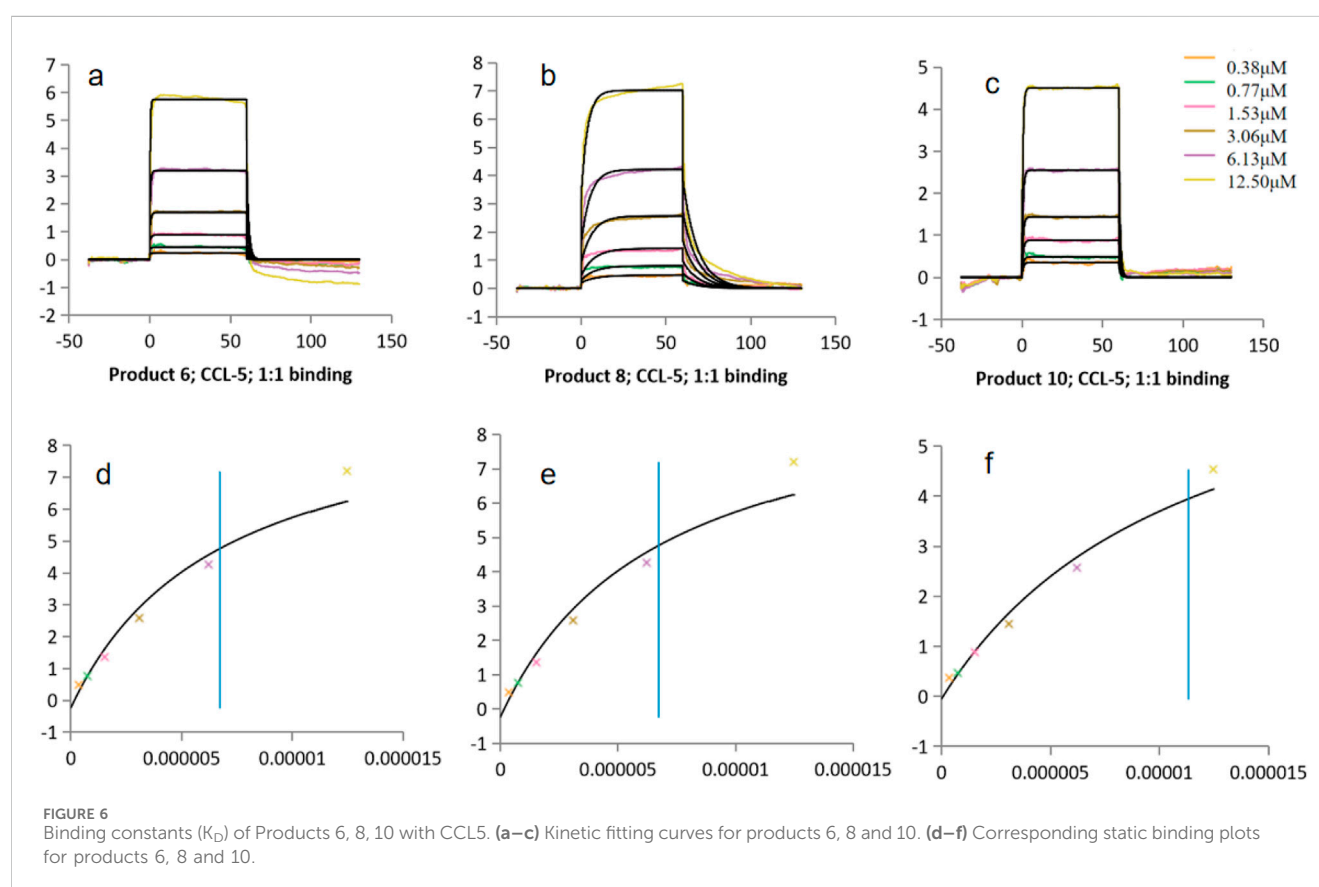 a
7
6
5
4
3
2
1
0
-1
-2
-50 0 50 100 150
Product 6; CCL-5; 1:1 binding
b
8
7
6
5
4
3
2
1
0
-1
-50 0 50 100 150
Product 8; CCL-5; 1:1 binding
c
5
4
3
2
1
0
-1
-50 0 50 100 150
Product 10; CCL-5; 1:1 binding
0.38μM
0.77μM
1.53μM
3.06μM
6.13μM
12.50μM
d
8
7
6
5
4
3
2
1
0
-1
0 0.000005 0.00001 0.000015
e
8
7
6
5
4
3
2
1
0
-1
0 0.000005 0.00001 0.000015
f
5
4
3
2
1
0
-1
0 0.000005 0.00001 0.000015
FIGURE 6
Binding constants (KD) of Products 6, 8, 10 with CCL5. (a–c) Kinetic fitting curves for products 6, 8 and 10. (d–f) Corresponding static binding plots
for products 6, 8 and 10.